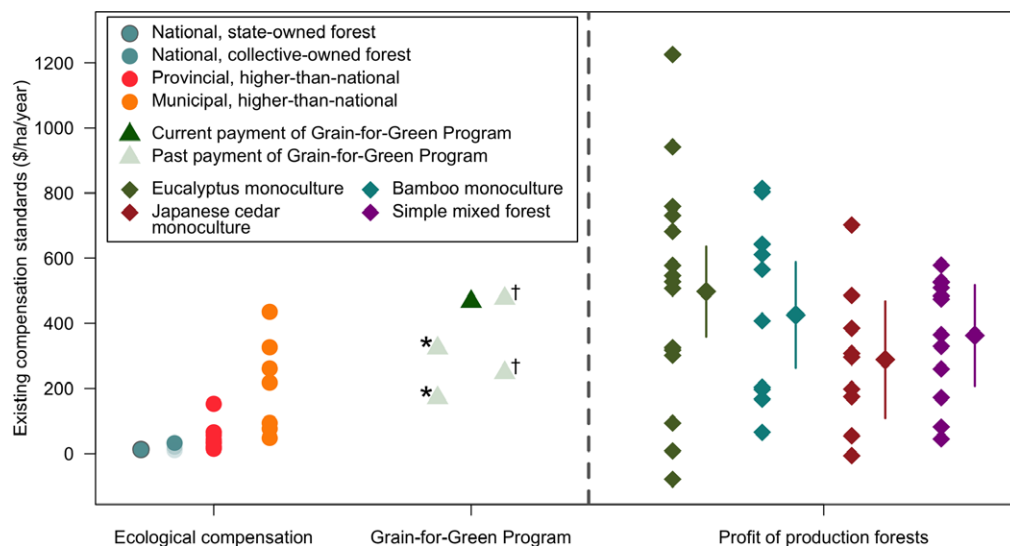 Existing compensation standards ($/ha/year)
1200
1000
800
600
400
200
0
National, state-owned forest
National, collective-owned forest
Provincial, higher-than-national
Municipal, higher-than-national
Current payment of Grain-for-Green Program
Past payment of Grain-for-Green Program
Eucalyptus monoculture
Bamboo monoculture
Japanese cedar
monoculture
Simple mixed forest
†
*
†
*
Ecological compensation
Grain-for-Green Program
Profit of production forests